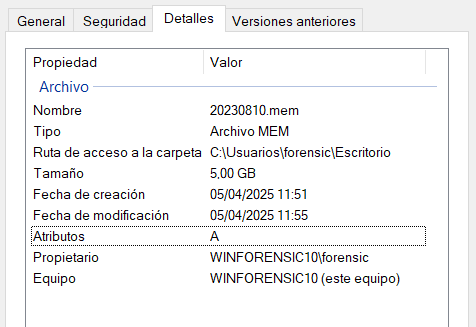 General Seguridad Detalles Versiones anteriores
Propiedad Valor
Archivo
Nombre 20230810.mem
Tipo Archivo MEM
Ruta de acceso a la carpeta C:\Usuarios\forensic\Escritorio
Tamaño 5,00 GB
Fecha de creación 05/04/2025 11:51
Fecha de modificación 05/04/2025 11:55
Atributos A
Propietario WINFORENSIC10\forensic
Equipo WINFORENSIC10 (este equipo)